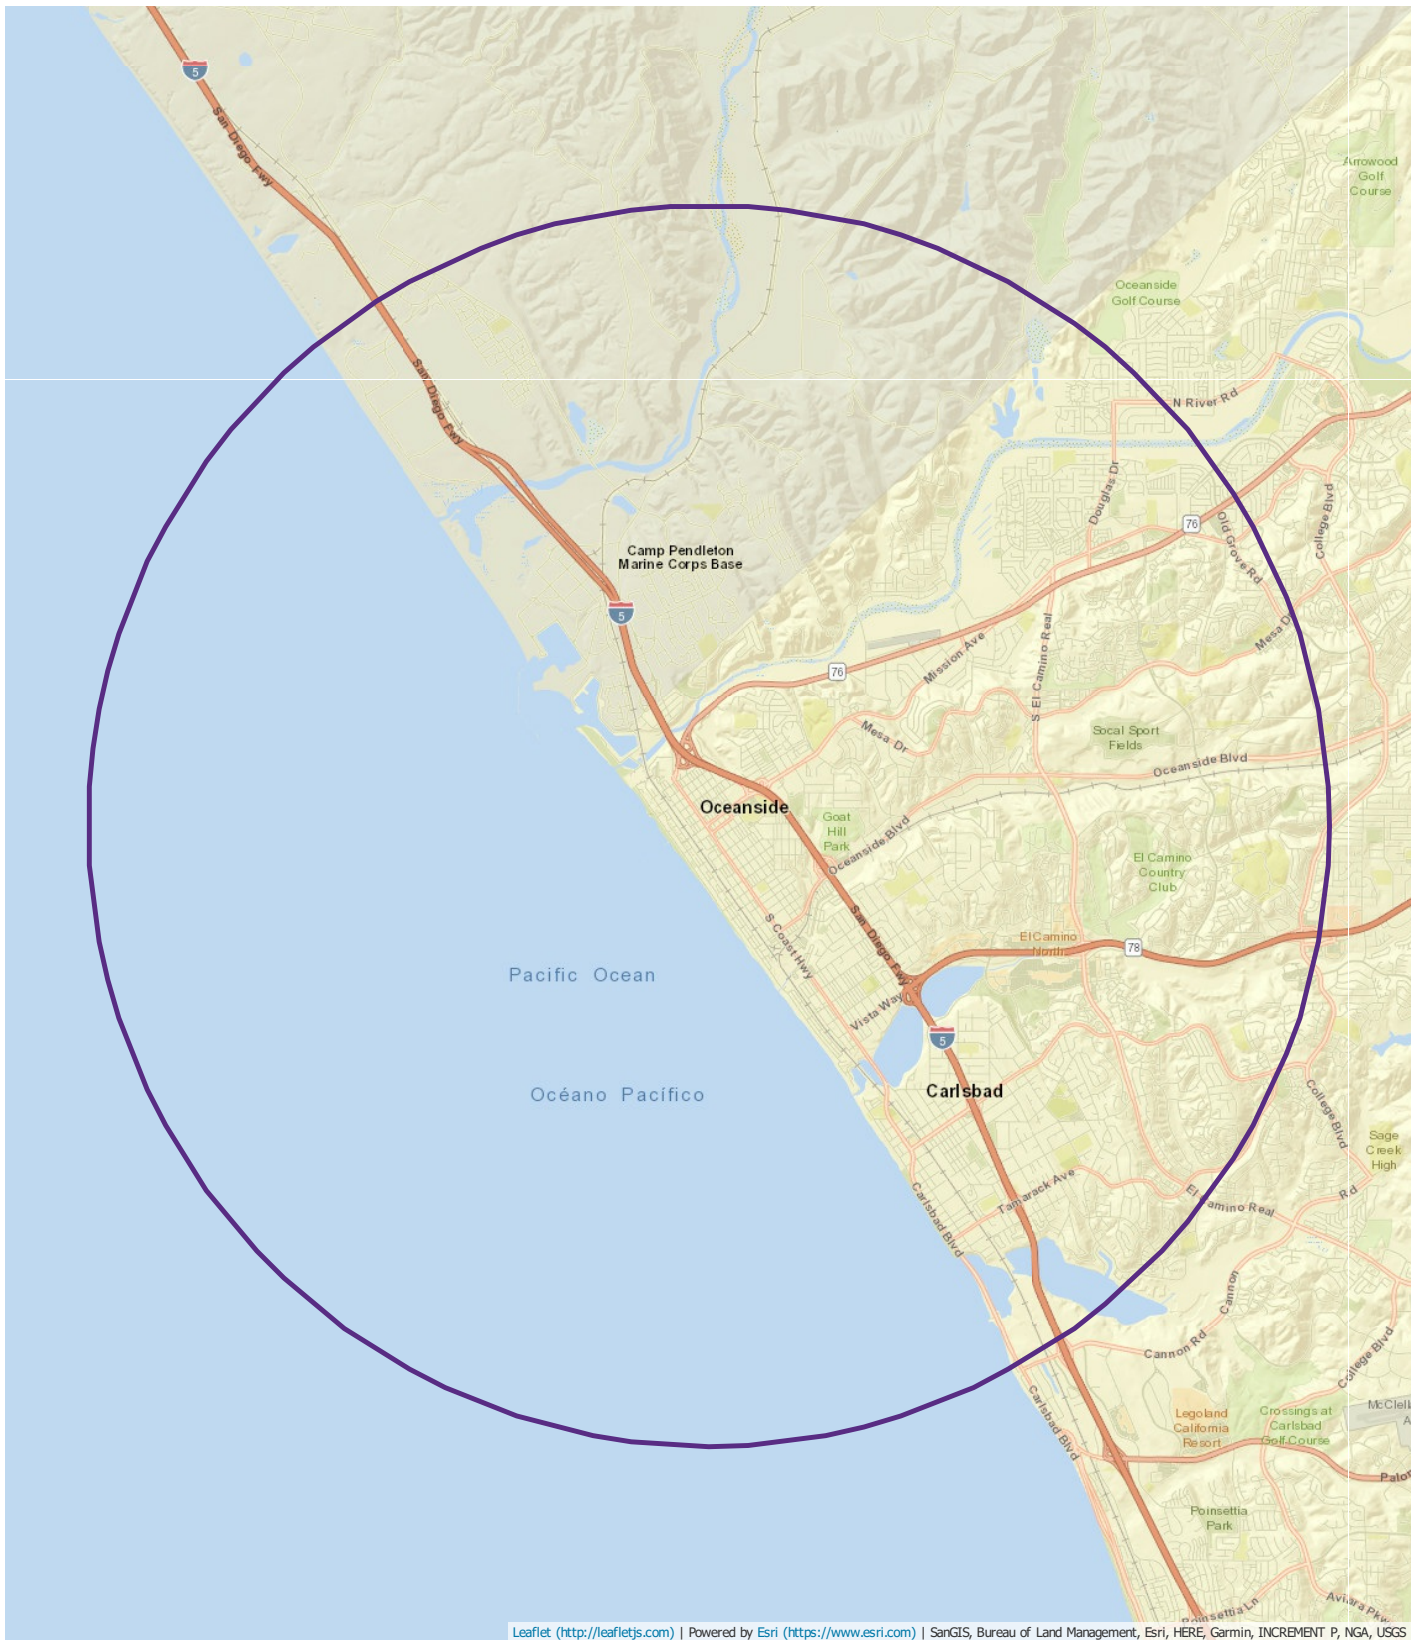 5
San Diego Fwy
Arrowood
Golf
Course
Oceanside
Golf Course
San Diego Fwy
N River Rd
Douglas Dr
College Blvd
76
Old Grove Rd
Camp Pendleton
Marine Corps Base
5
Mesa Dr
Mission Ave
S El Camino Real
76
Mesa Dr
Socal Sport
Fields
Oceanside Blvd
Oceanside
Goat
Hill
Park
Oceanside Blvd
El Camino
Country
Club
San Diego Fwy
S Coast Hwy
El Camino
North
78
Pacific Ocean
Vista Way
5
Océano Pacífico
Carlsbad
College Blvd
Sage
Creek
High
Tamarack Ave
Carlsbad Blvd
El Camino Real
Rd
Cannon
Cannon Rd
College Blvd
Carlsbad Blvd
Legoland
California
Resort
Crossings at
Carlsbad
Golf Course
McClell
A
Palor
Poinsettia
Park
Poinsettia Ln
Aviara Pkw
Leaflet (http://leafletjs.com) | Powered by Esri (https://www.esri.com) | SanGIS, Bureau of Land Management, Esri, HERE, Garmin, INCREMENT P, NGA, USGS